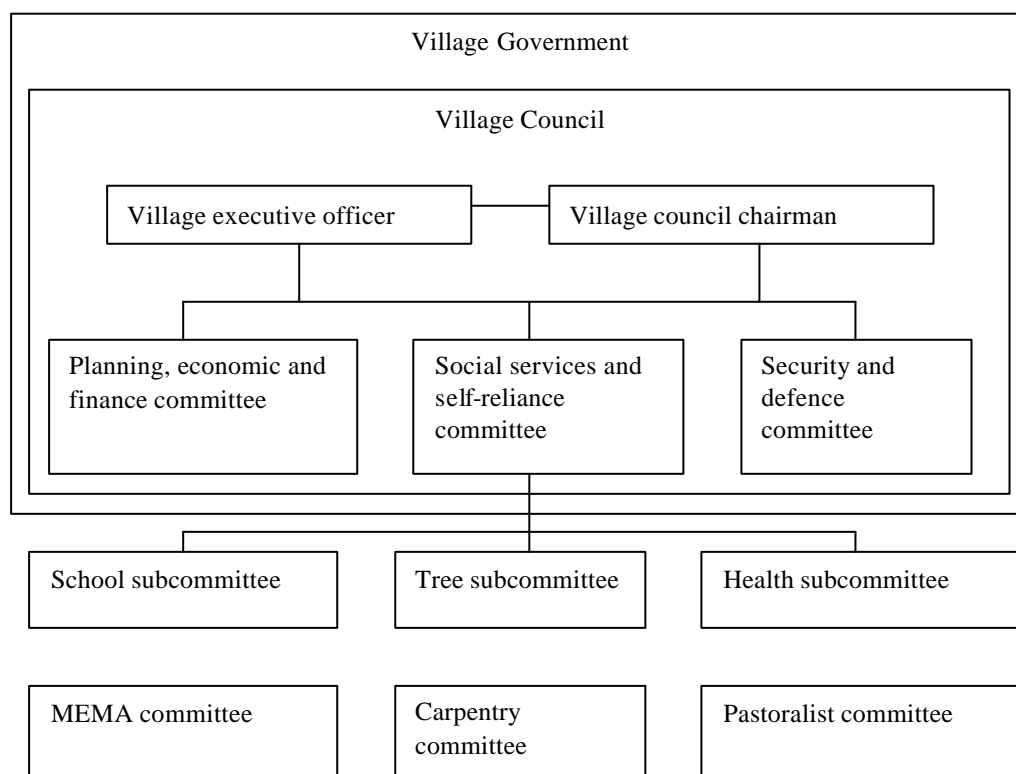 Village Government
Village Council
Village executive officer
Village council chairman
Planning, economic and
finance committee
Social services and
self-reliance
committee
Security and
defence
committee
School subcommittee
Tree subcommittee
Health subcommittee
MEMA committee
Carpentry
committee
Pastoralist committee